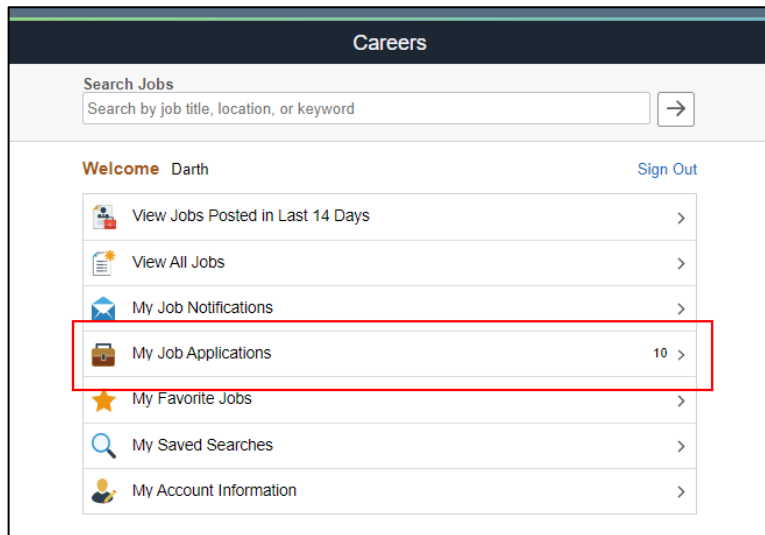 Careers
Search Jobs
Search by job title, location, or keyword
Welcome Darth Sign Out
View Jobs Posted in Last 14 Days
View All Jobs
My Job Notifications
My Job Applications 10
My Favorite Jobs
My Saved Searches
My Account Information